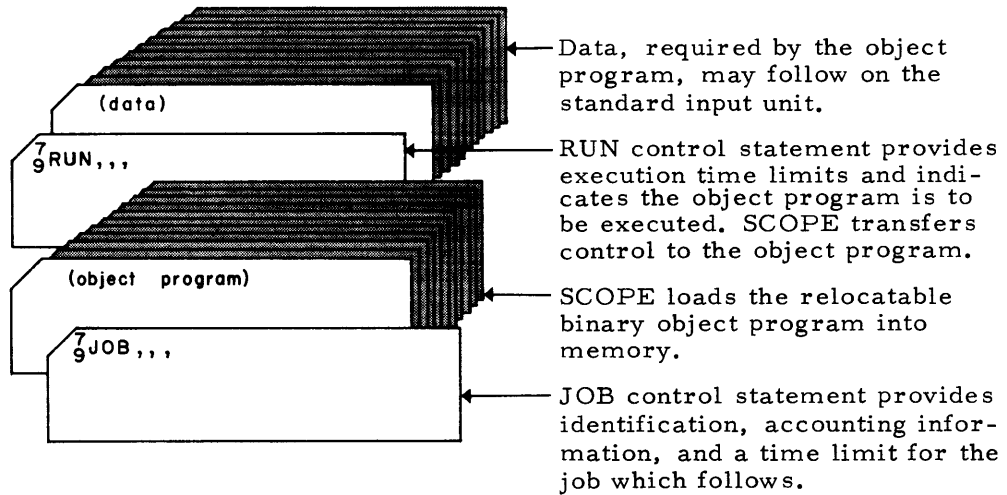 (data)
7
9RUN,,,
(object program)
7
9JOB,,,
Data, required by the object
program, may follow on the
standard input unit.
RUN control statement provides
execution time limits and indi-
cates the object program is to
be executed. SCOPE transfers
control to the object program.
SCOPE loads the relocatable
binary object program into
memory.
JOB control statement provides
identification, accounting infor-
mation, and a time limit for the
job which follows.